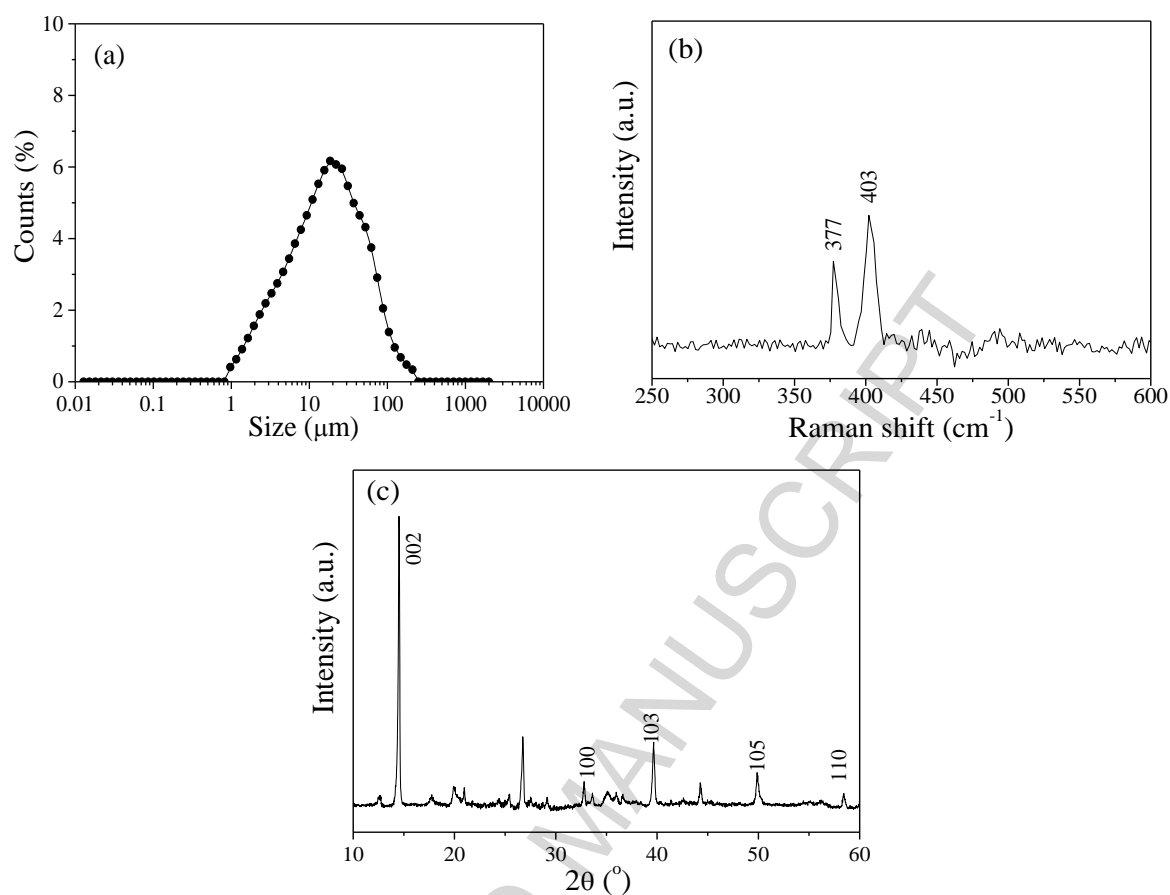 (a)
Counts (%)
10
8
6
4
2
0
0.01 0.1 1 10 100 1000 10000
Size (μm)
(b)
Intensity (a.u.)
377
403
250 300 350 400 450 500 550 600
Raman shift (cm⁻¹)
(c)
Intensity (a.u.)
002
100
103
105
110
10 20 30 40 50 60
2θ (°)
MANUSCRIPT